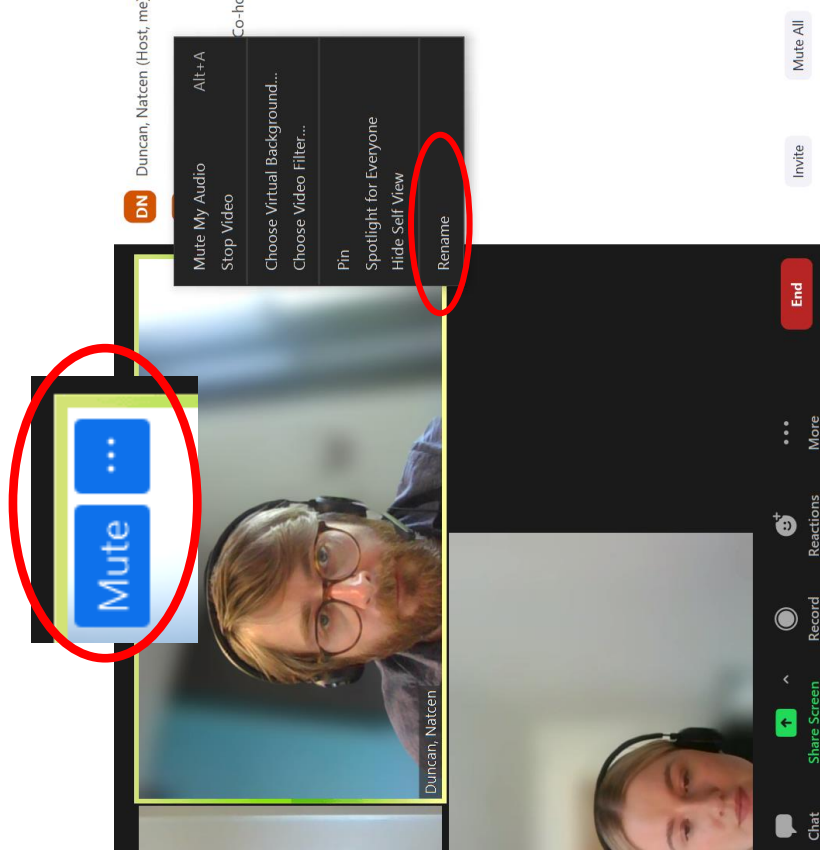 DN
Duncan, Natcen (Host, me)
Co-ho
Mute My Audio Alt+A
Stop Video
Choose Virtual Background...
Choose Video Filter...
Pin
Spotlight for Everyone
Hide Self View
Rename
Mute ...
Duncan, Natcen
Chat
Share Screen
Record
Reactions
More
End
Invite
Mute All